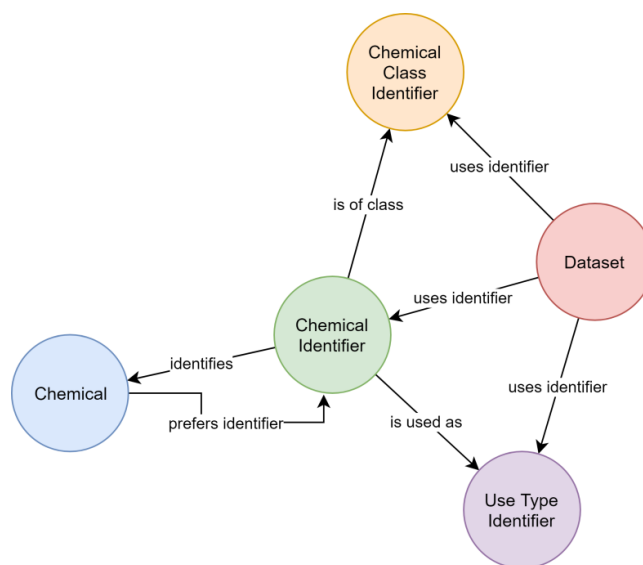 Chemical
Class
Identifier
uses identifier
is of class
Dataset
uses identifier
Chemical
Identifier
identifies
uses identifier
Chemical
prefers identifier
is used as
Use Type
Identifier